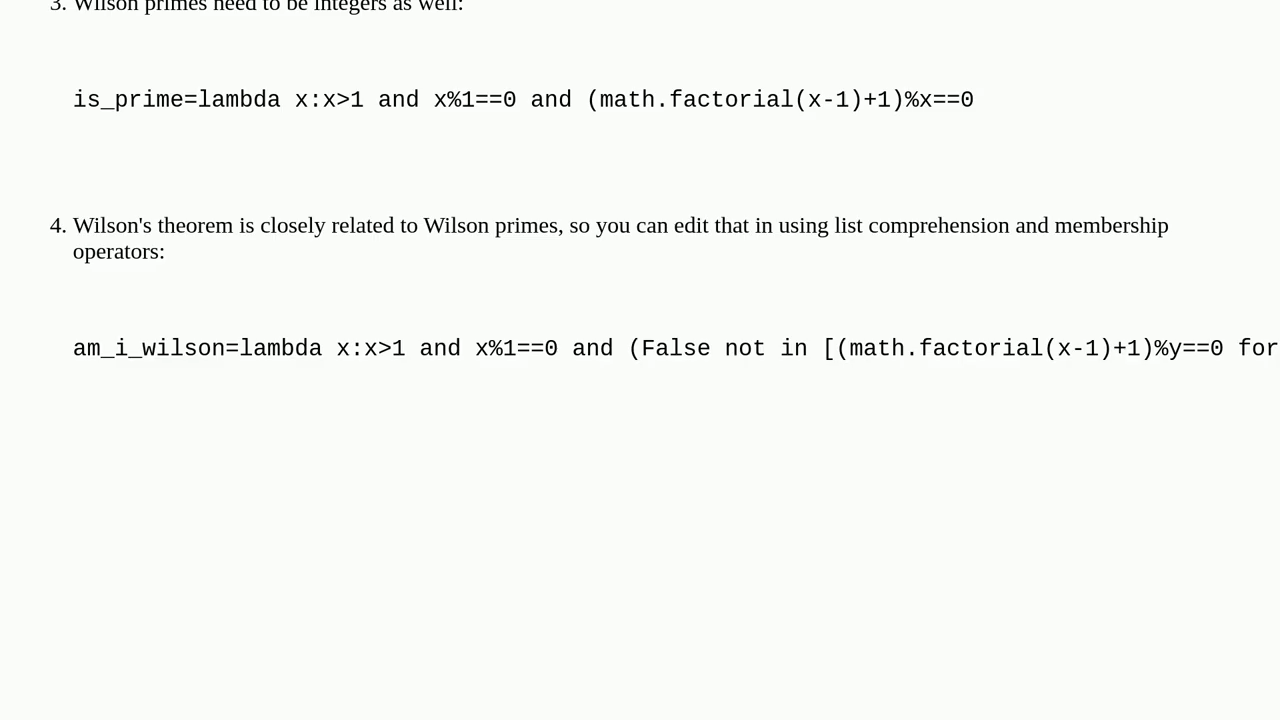 3. Wilson primes need to be integers as well:
is_prime=lambda x:x>1 and x%1==0 and (math.factorial(x-1)+1)%x==0
4. Wilson's theorem is closely related to Wilson primes, so you can edit that in using list comprehension and membership
operators:
am_i_wilson=lambda x:x>1 and x%1==0 and (False not in [(math.factorial(x-1)+1)%y==0 for